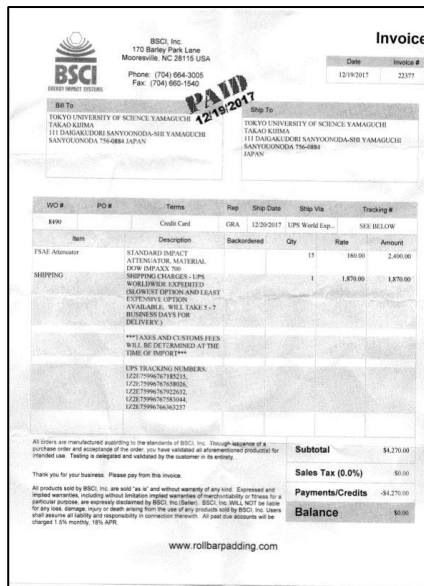 BSCI
ENERGY IMPACT SYSTEMS
BSCI, Inc.
170 Barley Park Lane
Mooresville, NC 28115 USA
Phone: (704) 664-3005
Fax: (704) 660-1540
Invoice
Date Invoice #
12/19/2017 22377
PAID
12/19/2017
Bill To
TOKYO UNIVERSITY OF SCIENCE YAMAGUCHI
TAKAO KIJIMA
111 DAIGAKUDORI SANYOONODA-SHI YAMAGUCHI
SANYOUONODA 756-0884 JAPAN
Ship To
TOKYO UNIVERSITY OF SCIENCE YAMAGUCHI
TAKAO KIJIMA
111 DAIGAKUDORI SANYOONODA-SHI YAMAGUCHI
SANYOUONODA 756-0884
JAPAN
WO # PO # Terms Rep Ship Date Ship Via Tracking #
8490 Credit Card GRA 12/20/2017 UPS World Exp... SEE BELOW
Item Description Backordered Qty Rate Amount
FSAE Attenuator STANDARD IMPACT 15 160.00 2,400.00
ATTENUATOR, MATERIAL
DOW IMPAXX 700
SHIPPING SHIPPING CHARGES - UPS 1 1,870.00 1,870.00
WORLDWIDE EXPEDITED
(SLOWEST OPTION AND LEAST
EXPENSIVE OPTION
AVAILABLE. WILL TAKE 5 - 7
BUSINESS DAYS FOR
DELIVERY.)
***TAXES AND CUSTOMS FEES
WILL BE DETERMINED AT THE
TIME OF IMPORT***
UPS TRACKING NUMBERS:
1Z2E75996767185215,
1Z2E75996767658026,
1Z2E75996767922632,
1Z2E75996767583044,
1Z2E75996766363257
All orders are manufactured according to the standards of BSCI, Inc. Through issuance of a
purchase order and acceptance of the order, you have validated all aforementioned product(s) for
intended use. Testing is delegated and validated by the customer in its entirety.
Thank you for your business. Please pay from this invoice.
All products sold by BSCI, Inc. are sold "as is" and without warranty of any kind. Expressed and
implied warranties, including without limitation implied warranties of merchantability or fitness for a
particular purpose, are expressly disclaimed by BSCI, Inc.(Seller). BSCI, Inc. WILL NOT be liable
for any loss, damage, injury or death arising from the use of any products sold by BSCI, Inc. Users
shall assume all liability and responsibility in connection therewith. All past due accounts will be
charged 1.5% monthly, 18% APR.
Subtotal $4,270.00
Sales Tax (0.0%) $0.00
Payments/Credits -$4,270.00
Balance $0.00
www.rollbarpadding.com